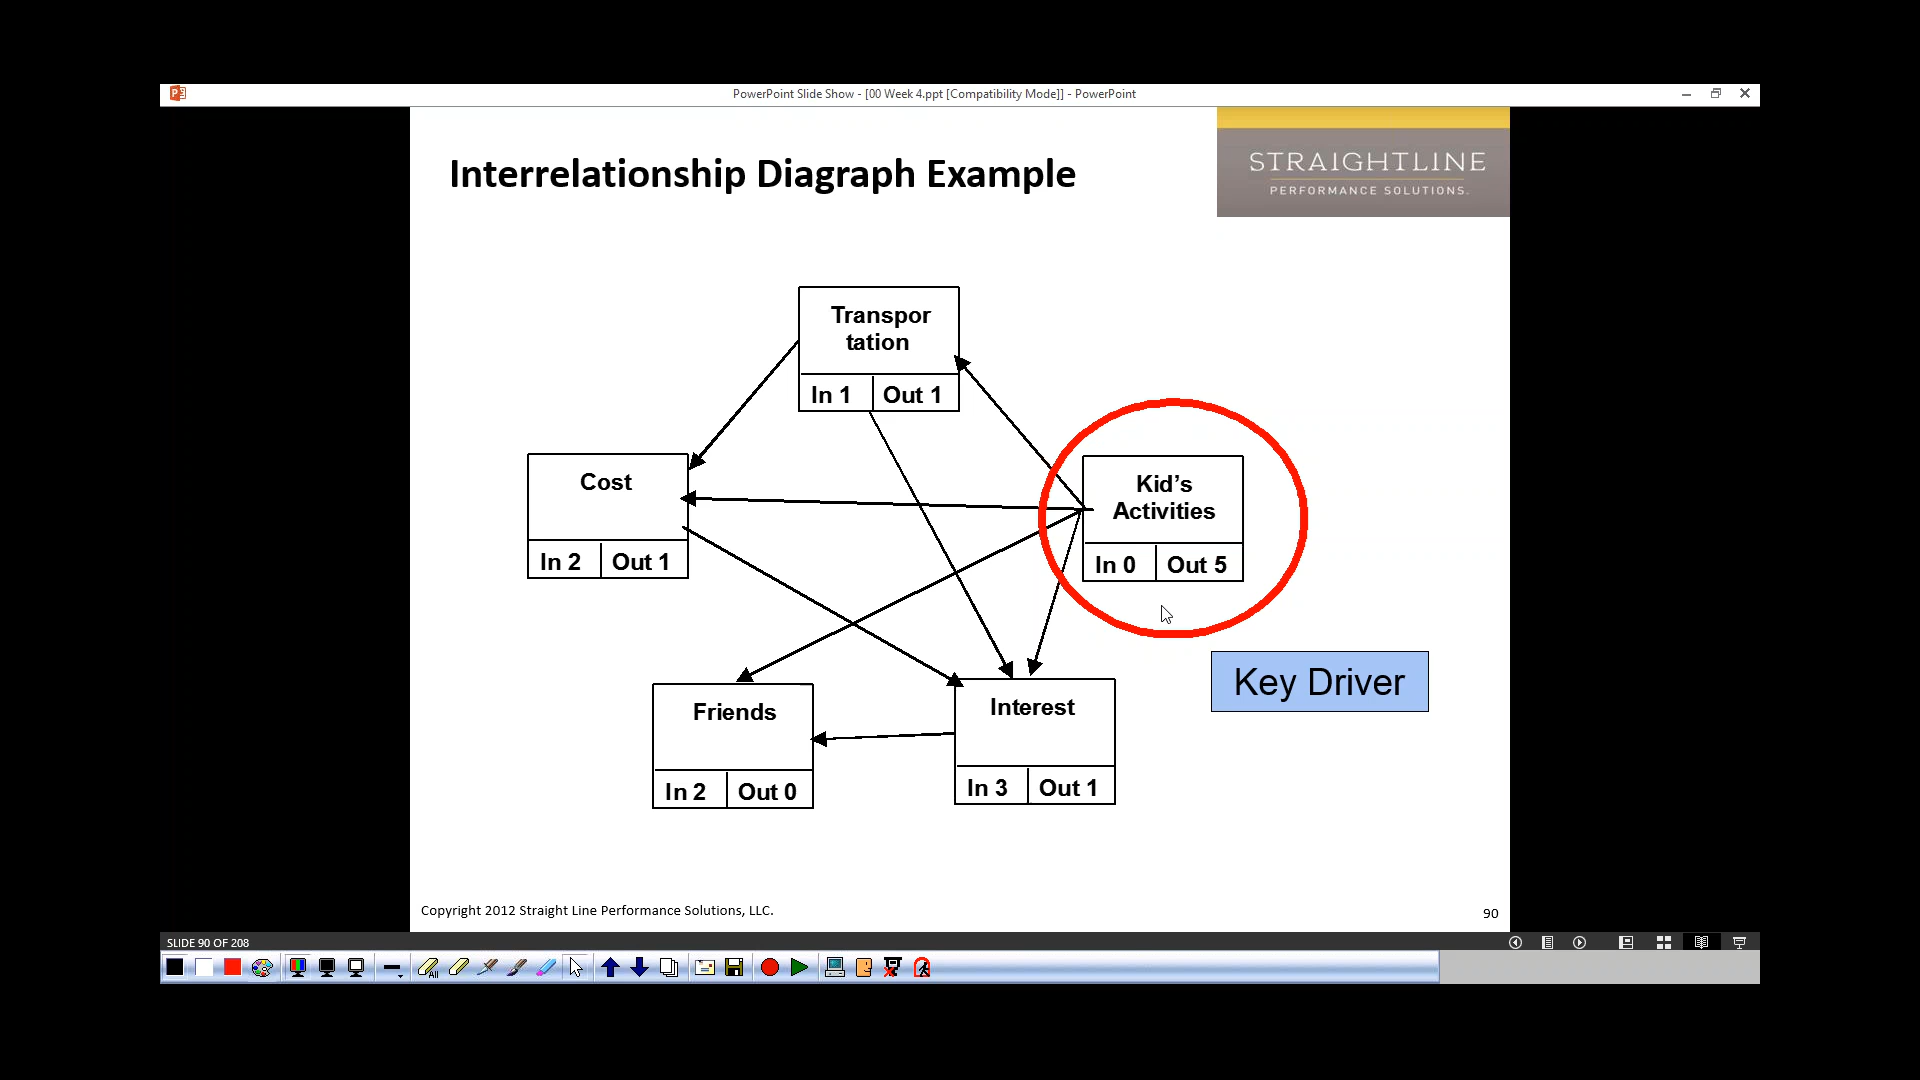 PowerPoint Slide Show - [00 Week 4.ppt [Compatibility Mode]] - PowerPoint
Interrelationship Diagraph Example
STRAIGHTLINE
PERFORMANCE SOLUTIONS.
Transpor
tation
In 1 Out 1
Cost
In 2 Out 1
Kid's
Activities
In 0 Out 5
Key Driver
Friends
In 2 Out 0
Interest
In 3 Out 1
Copyright 2012 Straight Line Performance Solutions, LLC.
90
SLIDE 90 OF 208
All